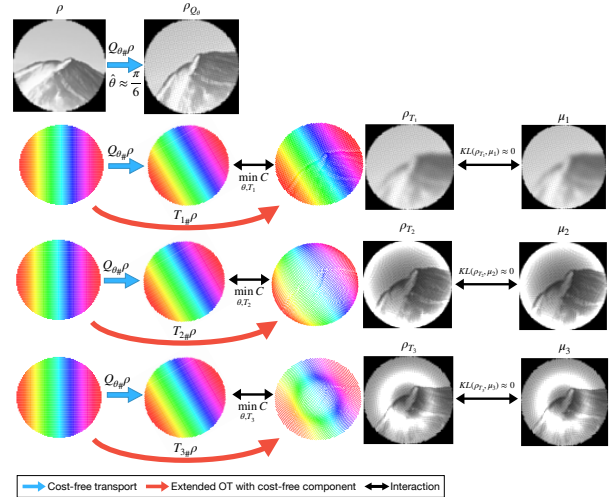 ρ ρ_{Q_θ}
Q_{θ#}ρ
θ̂ ≈ π/6
ρ_{T_1} μ_1
Q_{θ#}ρ
min C
θ,T_1
KL(ρ_{T_1}, μ_1) ≈ 0
T_{1#}ρ
ρ_{T_2} μ_2
Q_{θ#}ρ
min C
θ,T_2
KL(ρ_{T_2}, μ_2) ≈ 0
T_{2#}ρ
ρ_{T_3} μ_3
Q_{θ#}ρ
min C
θ,T_3
KL(ρ_{T_3}, μ_3) ≈ 0
T_{3#}ρ
Cost-free transport Extended OT with cost-free component Interaction